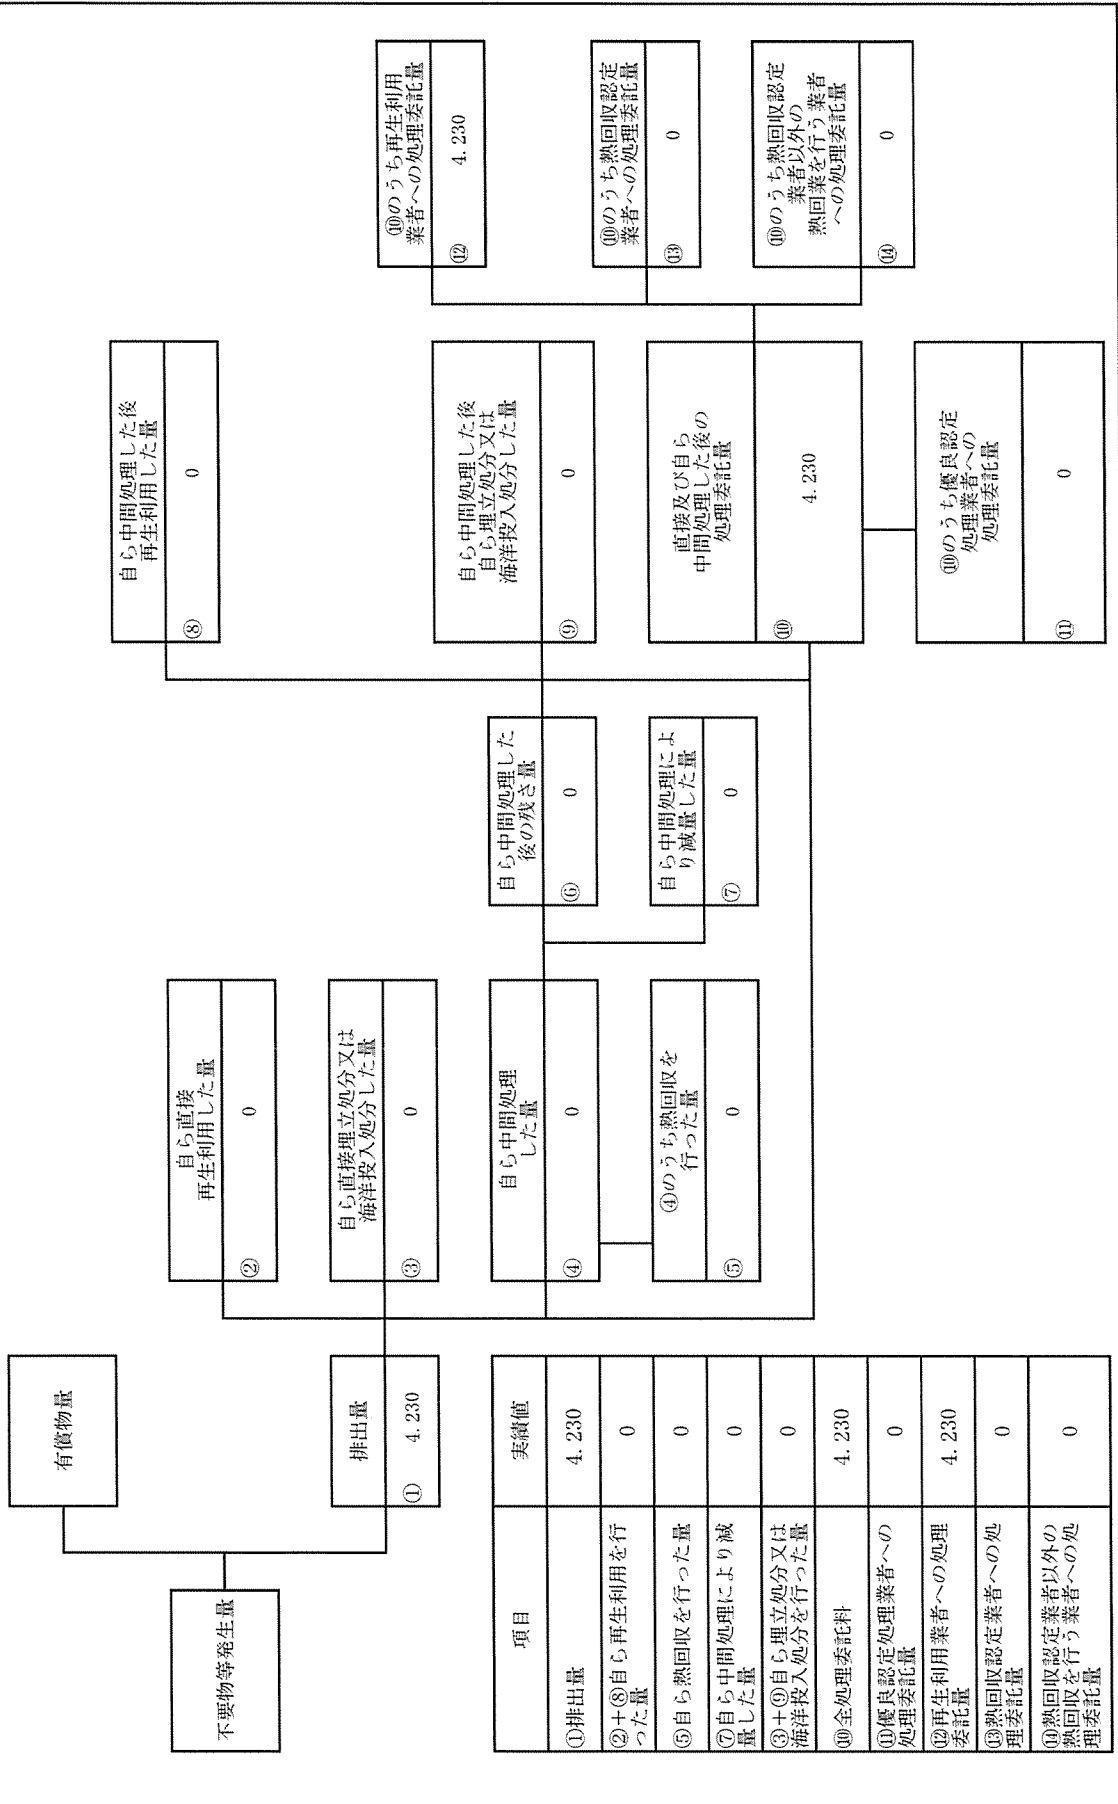 有償物量
不要物等発生量
排出量
① 4.230
自ら直接
再生利用した量
② 0
自ら直接埋立処分又は
海洋投入処分した量
③ 0
自ら中間処理
した量
④ 0
④のうち熱回収を
行った量
⑤ 0
自ら中間処理した
後の残さ量
⑥ 0
自ら中間処理によ
り減量した量
⑦ 0
自ら中間処理した後
再生利用した量
⑧ 0
自ら中間処理した後
自ら埋立処分又は
海洋投入処分した量
⑨ 0
直接及び自ら
中間処理した後の
処理委託量
⑩ 4.230
⑩のうち優良認定
処理業者への
処理委託量
⑪ 0
⑩のうち再生利用
業者への処理委託量
⑫ 4.230
⑩のうち熱回収認定
業者への処理委託量
⑬ 0
⑩のうち熱回収認定
業者以外の
熱回業を行う業者
への処理委託量
⑭ 0
項目 実績値
①排出量 4.230
②+⑧自ら再生利用を行
った量 0
⑤自ら熱回収を行った量 0
⑦自ら中間処理により減
量した量 0
③+⑨自ら埋立処分又は
海洋投入処分を行った量 0
⑩全処理委託料 4.230
⑪優良認定処理業者への
処理委託量 0
⑫再生利用業者への処理
委託量 4.230
⑬熱回収認定業者への処
理委託量 0
⑭熱回収認定業者以外の
熱回収を行う業者への処
理委託量 0